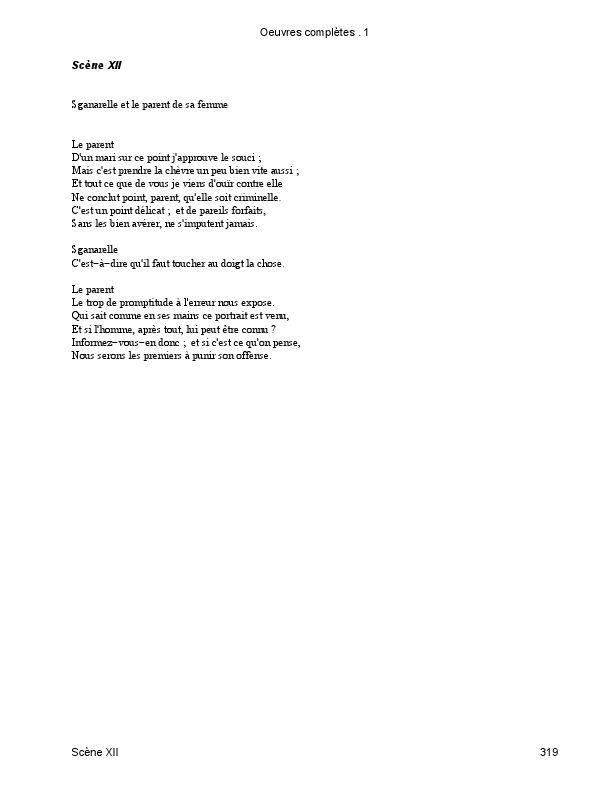 Oeuvres complètes . 1
Scène XII
Sganarelle et le parent de sa femme
Le parent
D'un mari sur ce point j'approuve le souci ;
Mais c'est prendre la chèvre un peu bien vite aussi ;
Et tout ce que de vous je viens d'ouïr contre elle
Ne conclut point, parent, qu'elle soit criminelle.
C'est un point délicat ; et de pareils forfaits,
Sans les bien avérer, ne s'imputent jamais.
Sganarelle
C'est-à-dire qu'il faut toucher au doigt la chose.
Le parent
Le trop de promptitude à l'erreur nous expose.
Qui sait comme en ses mains ce portrait est venu,
Et si l'homme, après tout, lui peut être connu ?
Informez-vous-en donc ; et si c'est ce qu'on pense,
Nous serons les premiers à punir son offense.
Scène XII 319